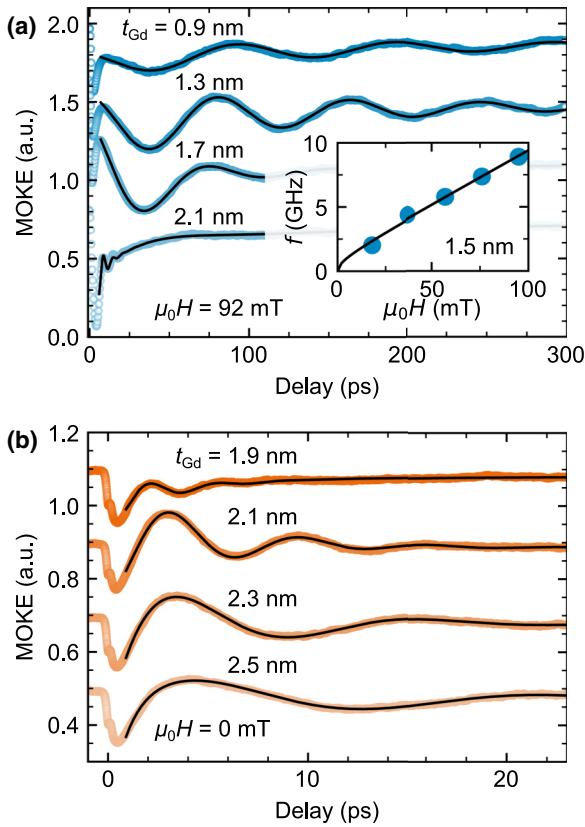 (a)
2.0
1.5
1.0
0.5
0.0
MOKE (a.u.)
t_Gd = 0.9 nm
1.3 nm
1.7 nm
2.1 nm
μ₀H = 92 mT
10
5
0
f (GHz)
1.5 nm
0 50 100
μ₀H (mT)
0 100 200 300
Delay (ps)
(b)
1.2
1.0
0.8
0.6
0.4
MOKE (a.u.)
t_Gd = 1.9 nm
2.1 nm
2.3 nm
2.5 nm
μ₀H = 0 mT
0 10 20
Delay (ps)